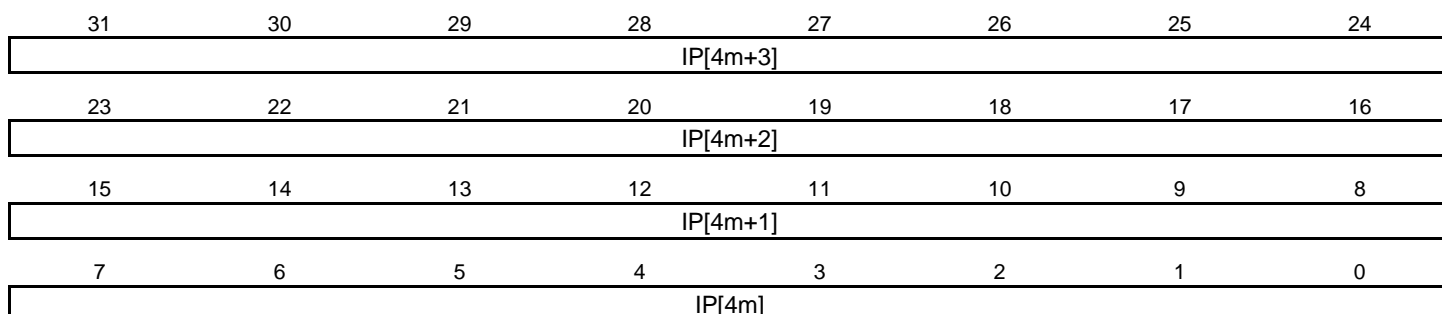 31 30 29 28 27 26 25 24
IP[4m+3]
23 22 21 20 19 18 17 16
IP[4m+2]
15 14 13 12 11 10 9 8
IP[4m+1]
7 6 5 4 3 2 1 0
IP[4m]